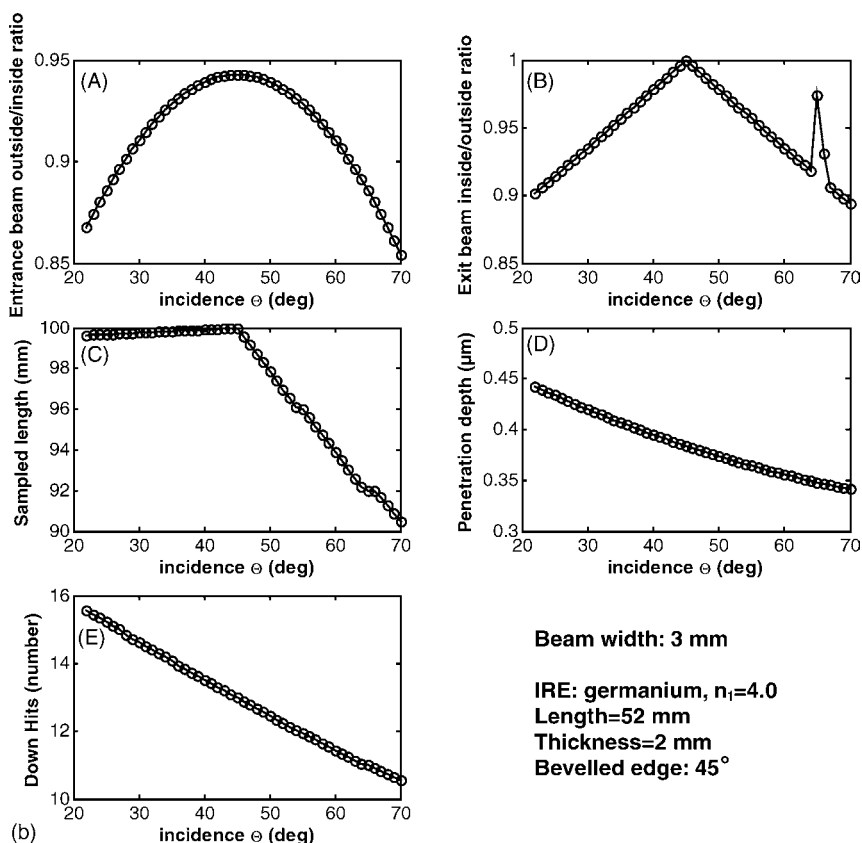 Entrance beam outside/inside ratio
0.95
0.9
0.85
(A)
20 30 40 50 60 70
incidence Θ (deg)
Exit beam inside/outside ratio
1
0.95
0.9
0.85
(B)
20 30 40 50 60 70
incidence Θ (deg)
Sampled length (mm)
100
98
96
94
92
90
(C)
20 30 40 50 60 70
incidence Θ (deg)
Penetration depth (µm)
0.5
0.45
0.4
0.35
0.3
(D)
20 30 40 50 60 70
incidence Θ (deg)
Down Hits (number)
16
14
12
10
(E)
20 30 40 50 60 70
incidence Θ (deg)
Beam width: 3 mm
IRE: germanium, n₁=4.0
Length=52 mm
Thickness=2 mm
Bevelled edge: 45°
(b)